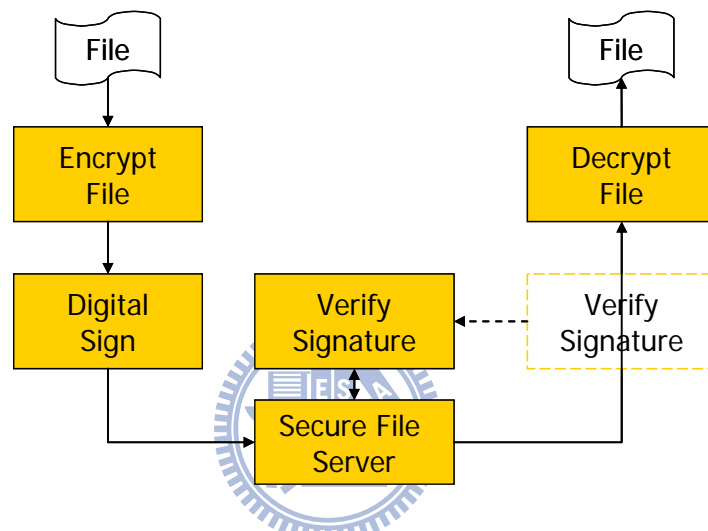 File
File
Encrypt
File
Decrypt
File
Digital
Sign
Verify
Signature
Verify
Signature
E S A
Secure File
Server